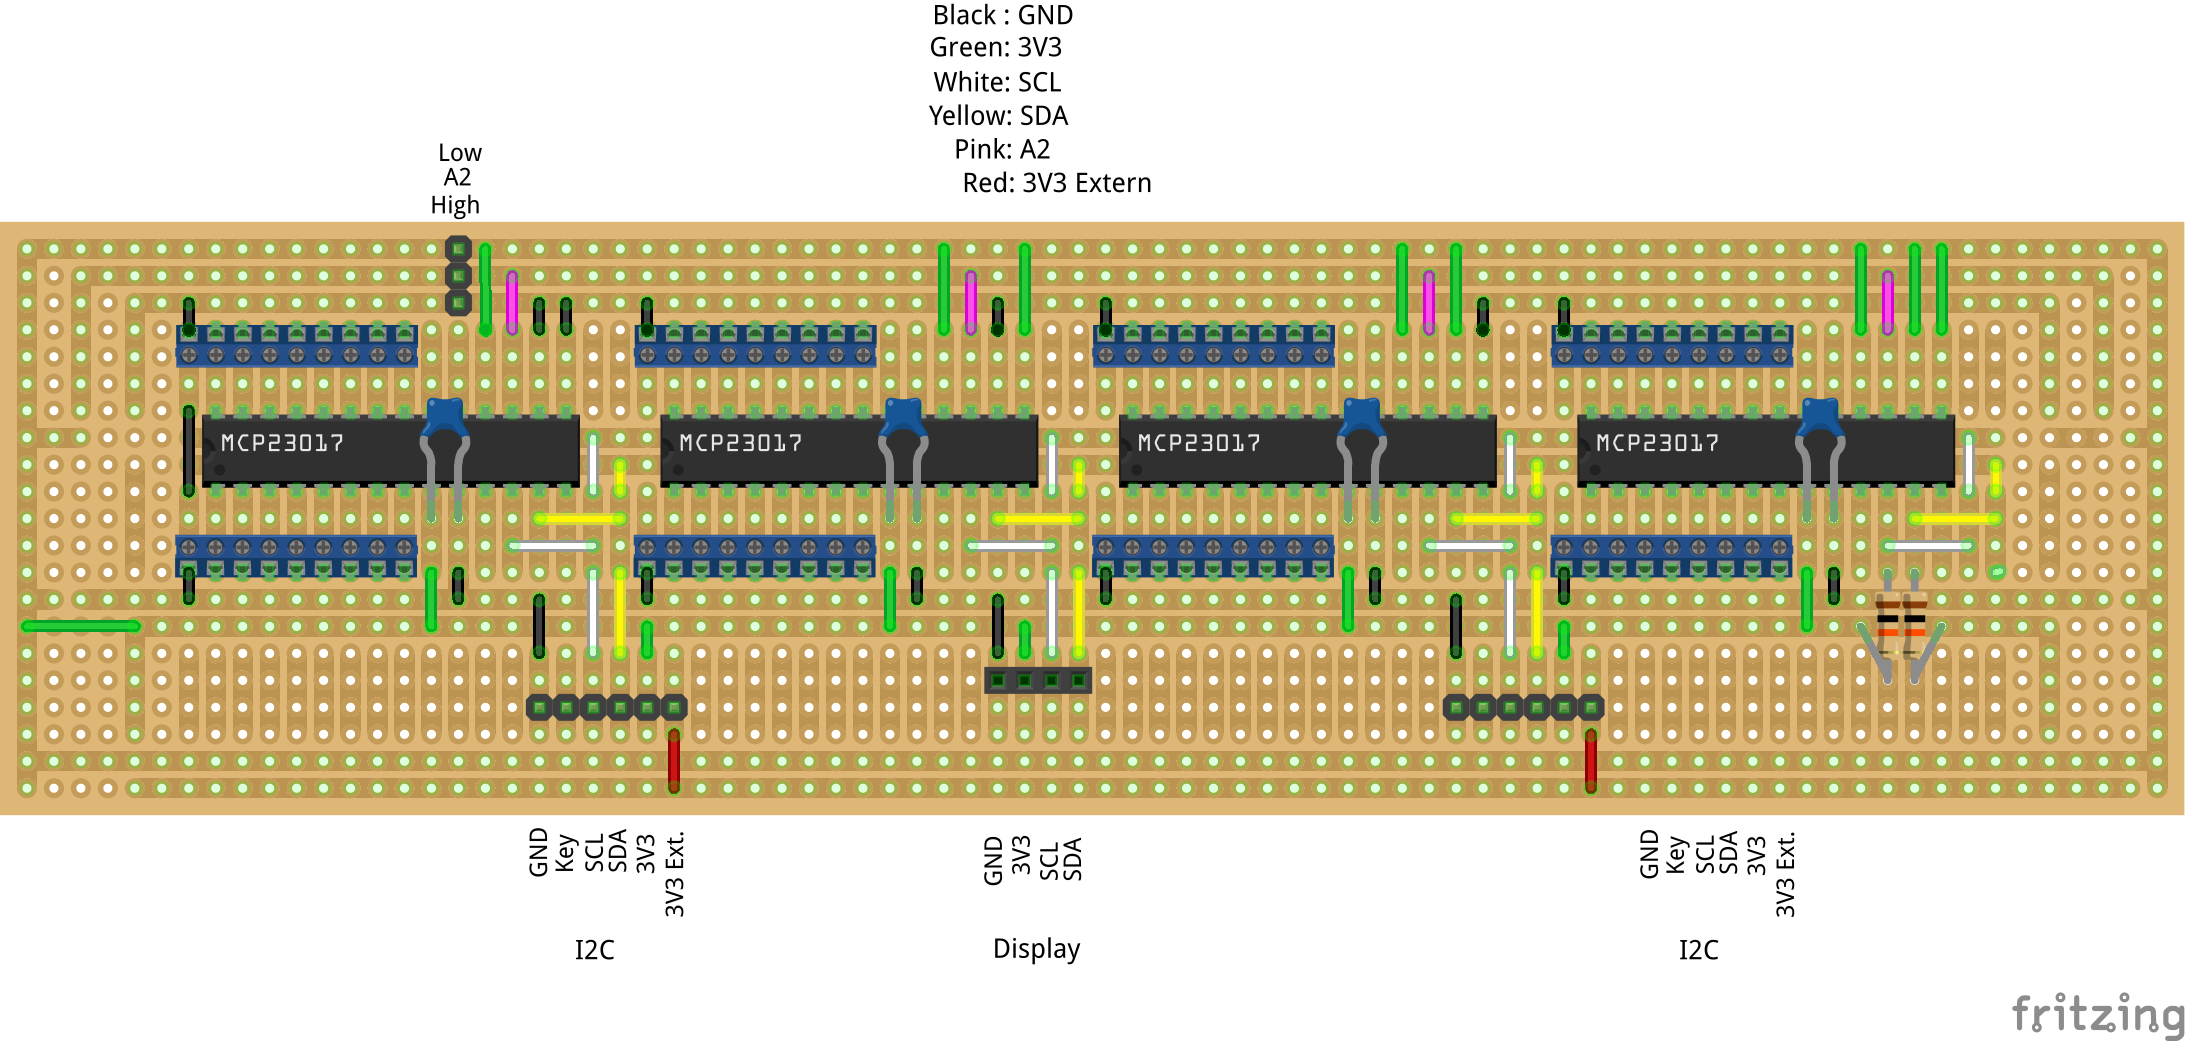 Black : GND
Green: 3V3
White: SCL
Yellow: SDA
Pink: A2
Red: 3V3 Extern
Low
A2
High
MCP23017
MCP23017
MCP23017
MCP23017
GND
Key
SCL
SDA
3V3
3V3 Ext.
GND
3V3
SCL
SDA
GND
Key
SCL
SDA
3V3
3V3 Ext.
I2C
Display
I2C
fritzing